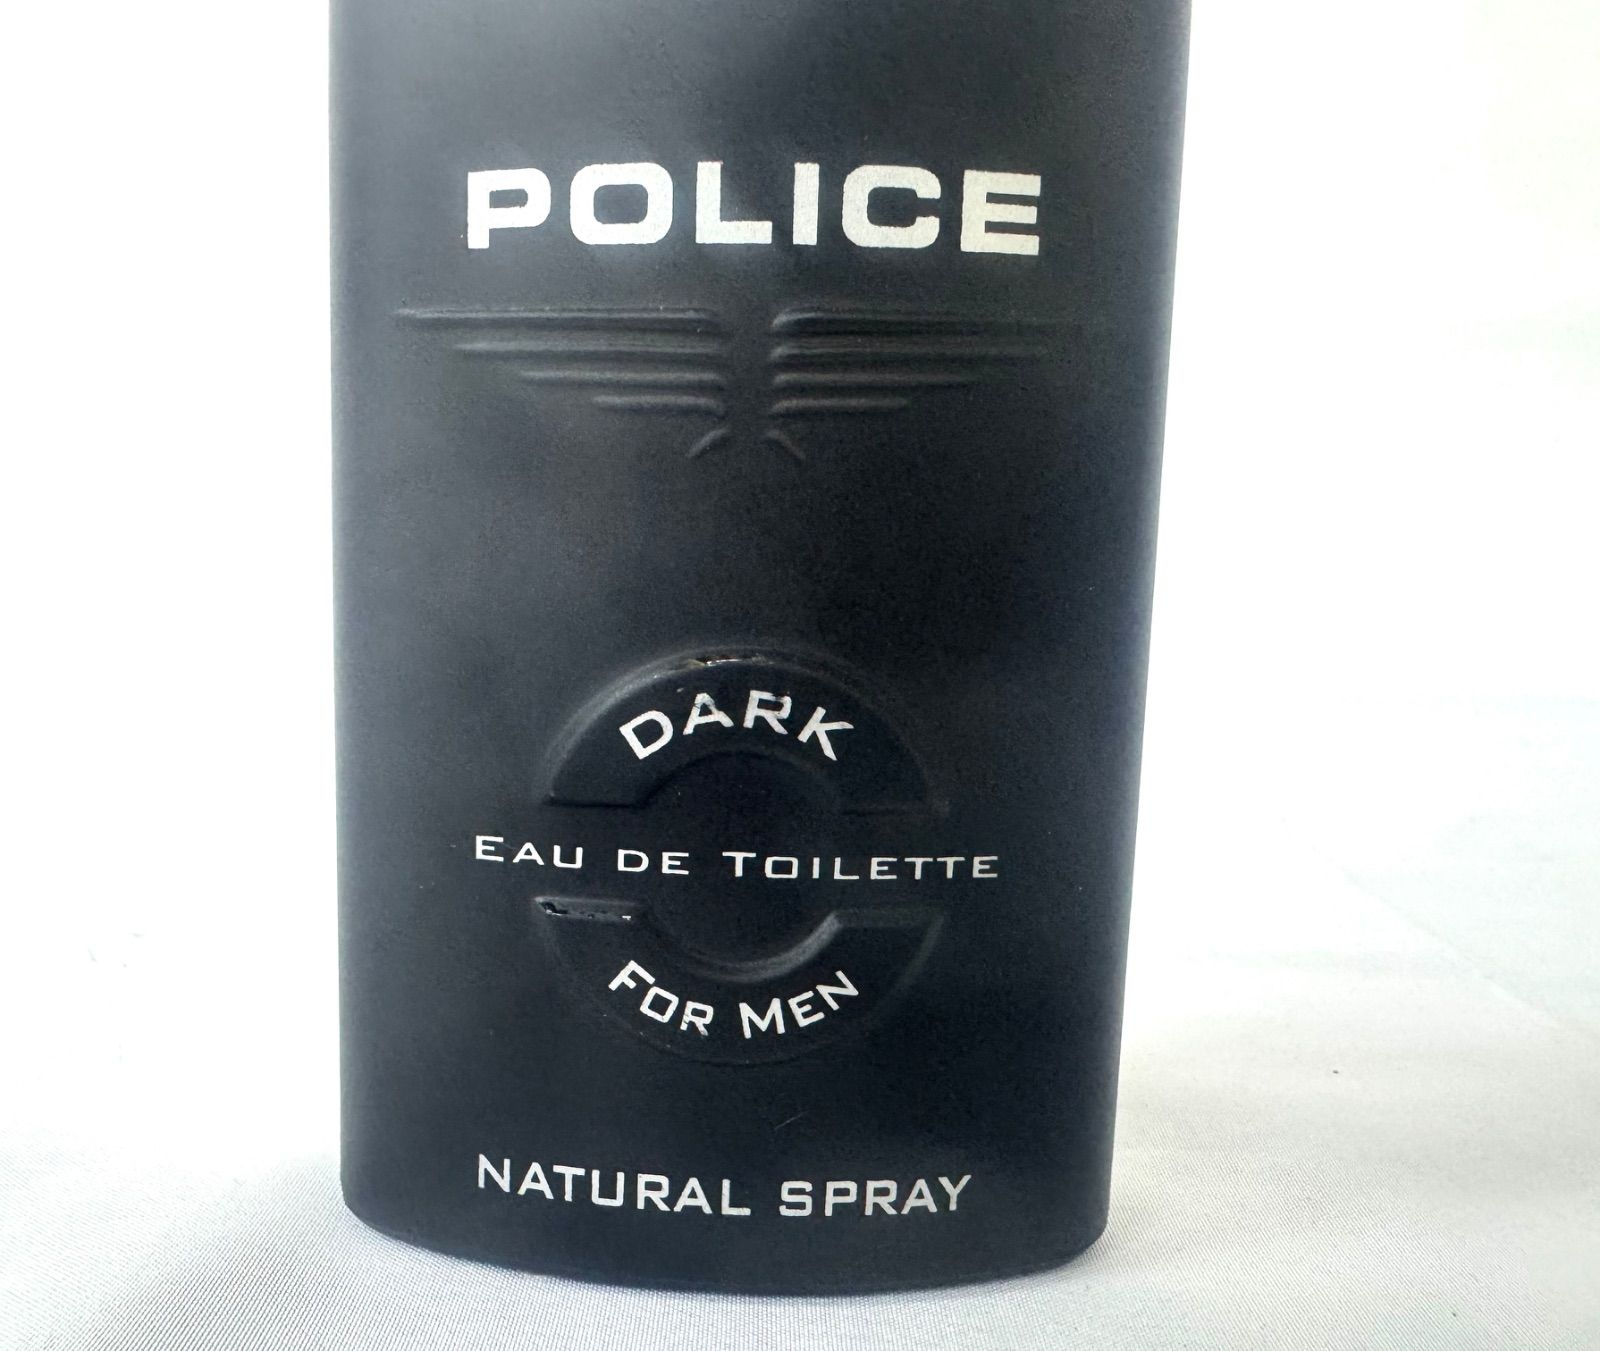 POLICE
DARK
EAU DE TOILETTE
FOR MEN
NATURAL SPRAY